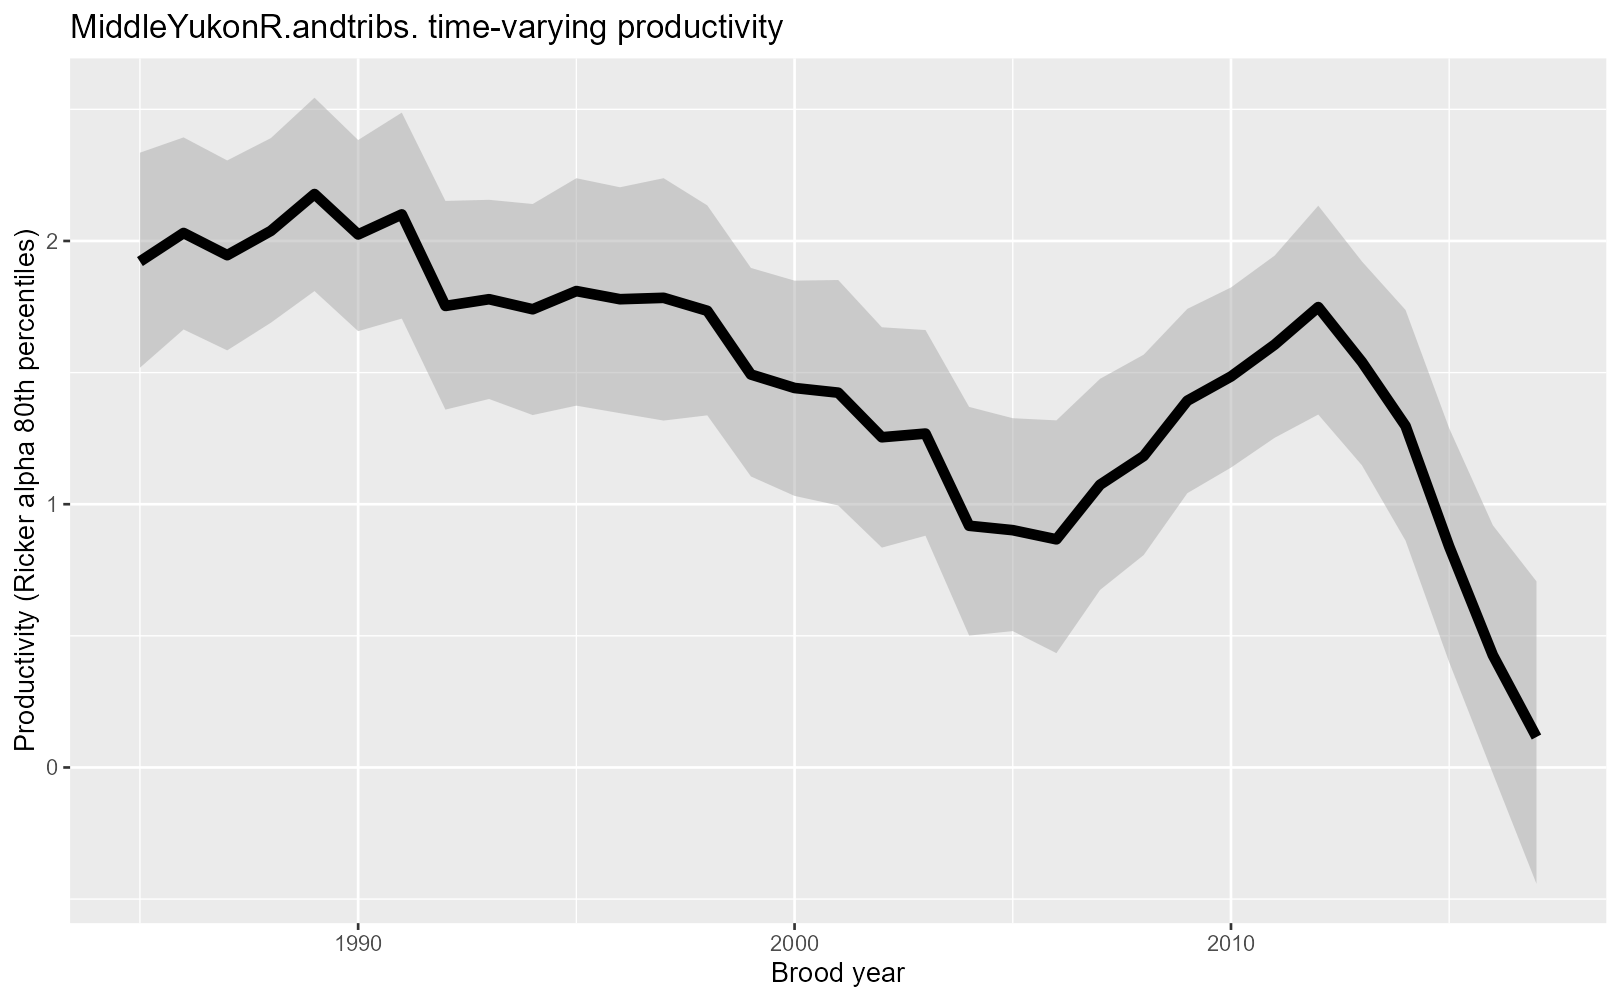 MiddleYukonR.andtribs. time-varying productivity
Productivity (Ricker alpha 80th percentiles)
2
1
0
1990
2000
2010
Brood year